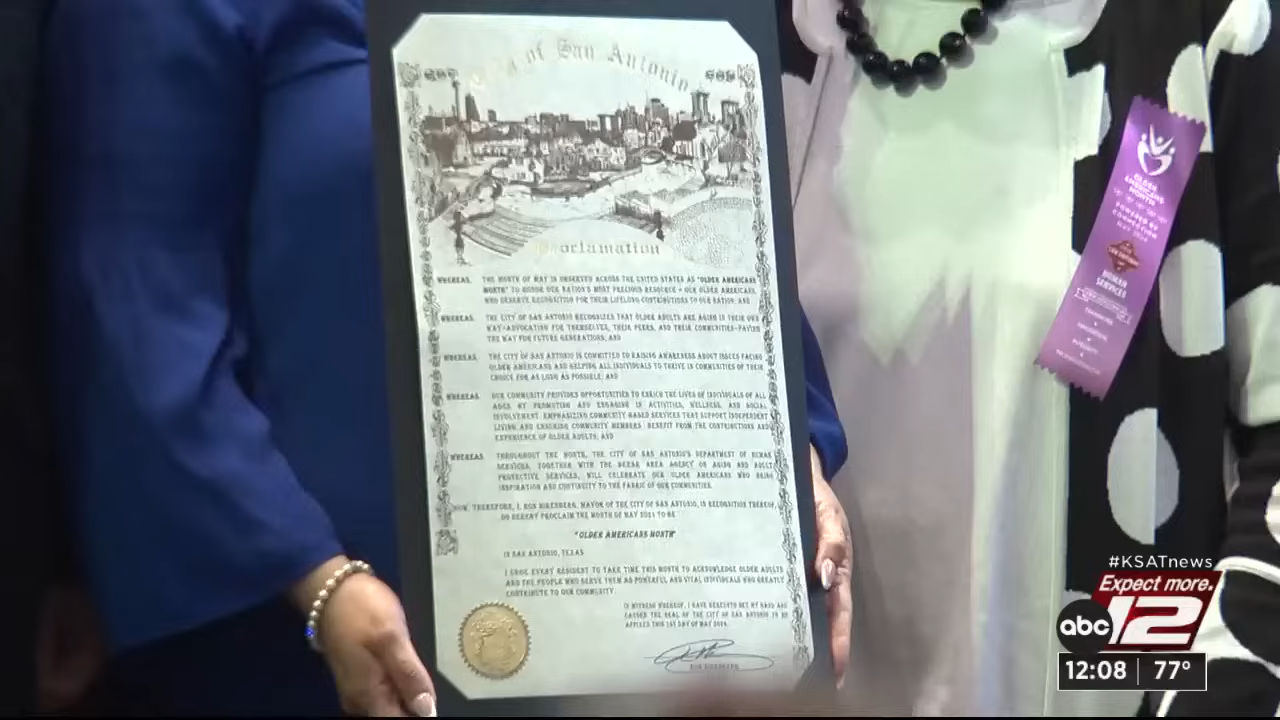 City of San Antonio
Proclamation
WHEREAS, THE MONTH OF MAY IS OBSERVED ACROSS THE UNITED STATES AS "OLDER AMERICANS
MONTH" TO HONOR OUR NATION'S MOST PRECIOUS RESOURCE – OUR OLDER AMERICANS,
WHO DESERVE RECOGNITION FOR THEIR LIFELONG CONTRIBUTIONS TO OUR NATION; AND
WHEREAS, THE CITY OF SAN ANTONIO RECOGNIZES THAT OLDER ADULTS ARE AGING IN THEIR OWN
WAY—ADVOCATING FOR THEMSELVES, THEIR PEERS, AND THEIR COMMUNITIES—PAVING
THE WAY FOR FUTURE GENERATIONS; AND
WHEREAS, THE CITY OF SAN ANTONIO IS COMMITTED TO RAISING AWARENESS ABOUT ISSUES FACING
OLDER AMERICANS AND HELPING ALL INDIVIDUALS TO THRIVE IN COMMUNITIES OF THEIR
CHOICE FOR AS LONG AS POSSIBLE; AND
WHEREAS, OUR COMMUNITY PROVIDES OPPORTUNITIES TO ENRICH THE LIVES OF INDIVIDUALS OF ALL
AGES BY PROMOTING AND ENGAGING IN ACTIVITIES, WELLNESS, AND SOCIAL
INVOLVEMENT, EMPHASIZING COMMUNITY-BASED SERVICES THAT SUPPORT INDEPENDENT
LIVING AND ENSURING COMMUNITY MEMBERS BENEFIT FROM THE CONTRIBUTIONS AND
EXPERIENCE OF OLDER ADULTS; AND
WHEREAS, THROUGHOUT THE MONTH, THE CITY OF SAN ANTONIO'S DEPARTMENT OF HUMAN
SERVICES, TOGETHER WITH THE BEXAR AREA AGENCY ON AGING AND ADULT
PROTECTIVE SERVICES, WILL CELEBRATE OUR OLDER AMERICANS WHO BRING
INSPIRATION AND CONTINUITY TO THE FABRIC OF OUR COMMUNITIES.
NOW, THEREFORE, I, RON NIRENBERG, MAYOR OF THE CITY OF SAN ANTONIO, IN RECOGNITION THEREOF,
DO HEREBY PROCLAIM THE MONTH OF MAY 2024 TO BE
"OLDER AMERICANS MONTH"
IN SAN ANTONIO, TEXAS
I URGE EVERY RESIDENT TO TAKE TIME THIS MONTH TO ACKNOWLEDGE OLDER ADULTS
AND THE PEOPLE WHO SERVE THEM AS POWERFUL AND VITAL INDIVIDUALS WHO GREATLY
CONTRIBUTE TO OUR COMMUNITY.
IN WITNESS WHEREOF, I HAVE HEREUNTO SET MY HAND AND
CAUSED THE SEAL OF THE CITY OF SAN ANTONIO TO BE
AFFIXED THIS 1ST DAY OF MAY 2024.
RON NIRENBERG
OLDER
AMERICANS
MONTH
POWERED BY
CONNECTION
MAY 2024
HUMAN
SERVICES
#KSATnews
Expect more.
abc 12
12:08 77°